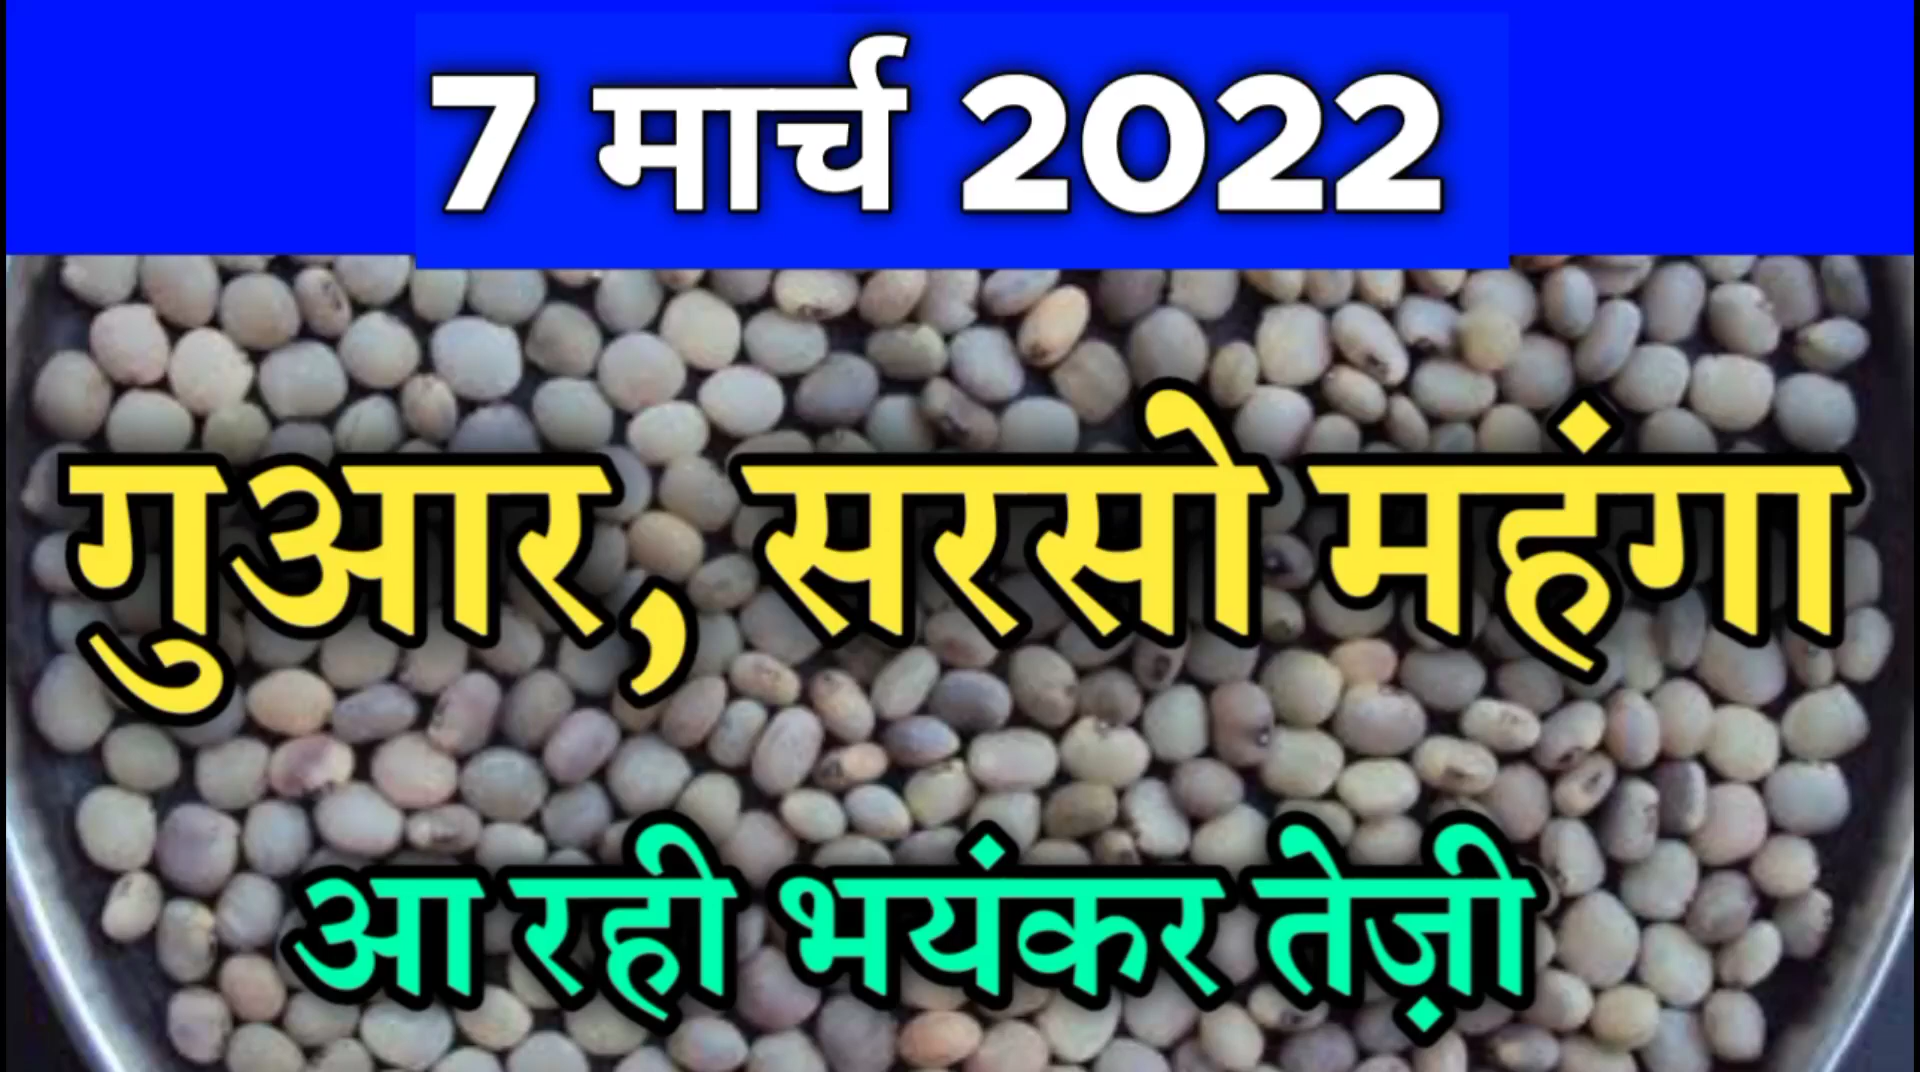 7 मार्च 2022
गुआर, सरसो महंगा
आ रही भयंकर तेज़ी